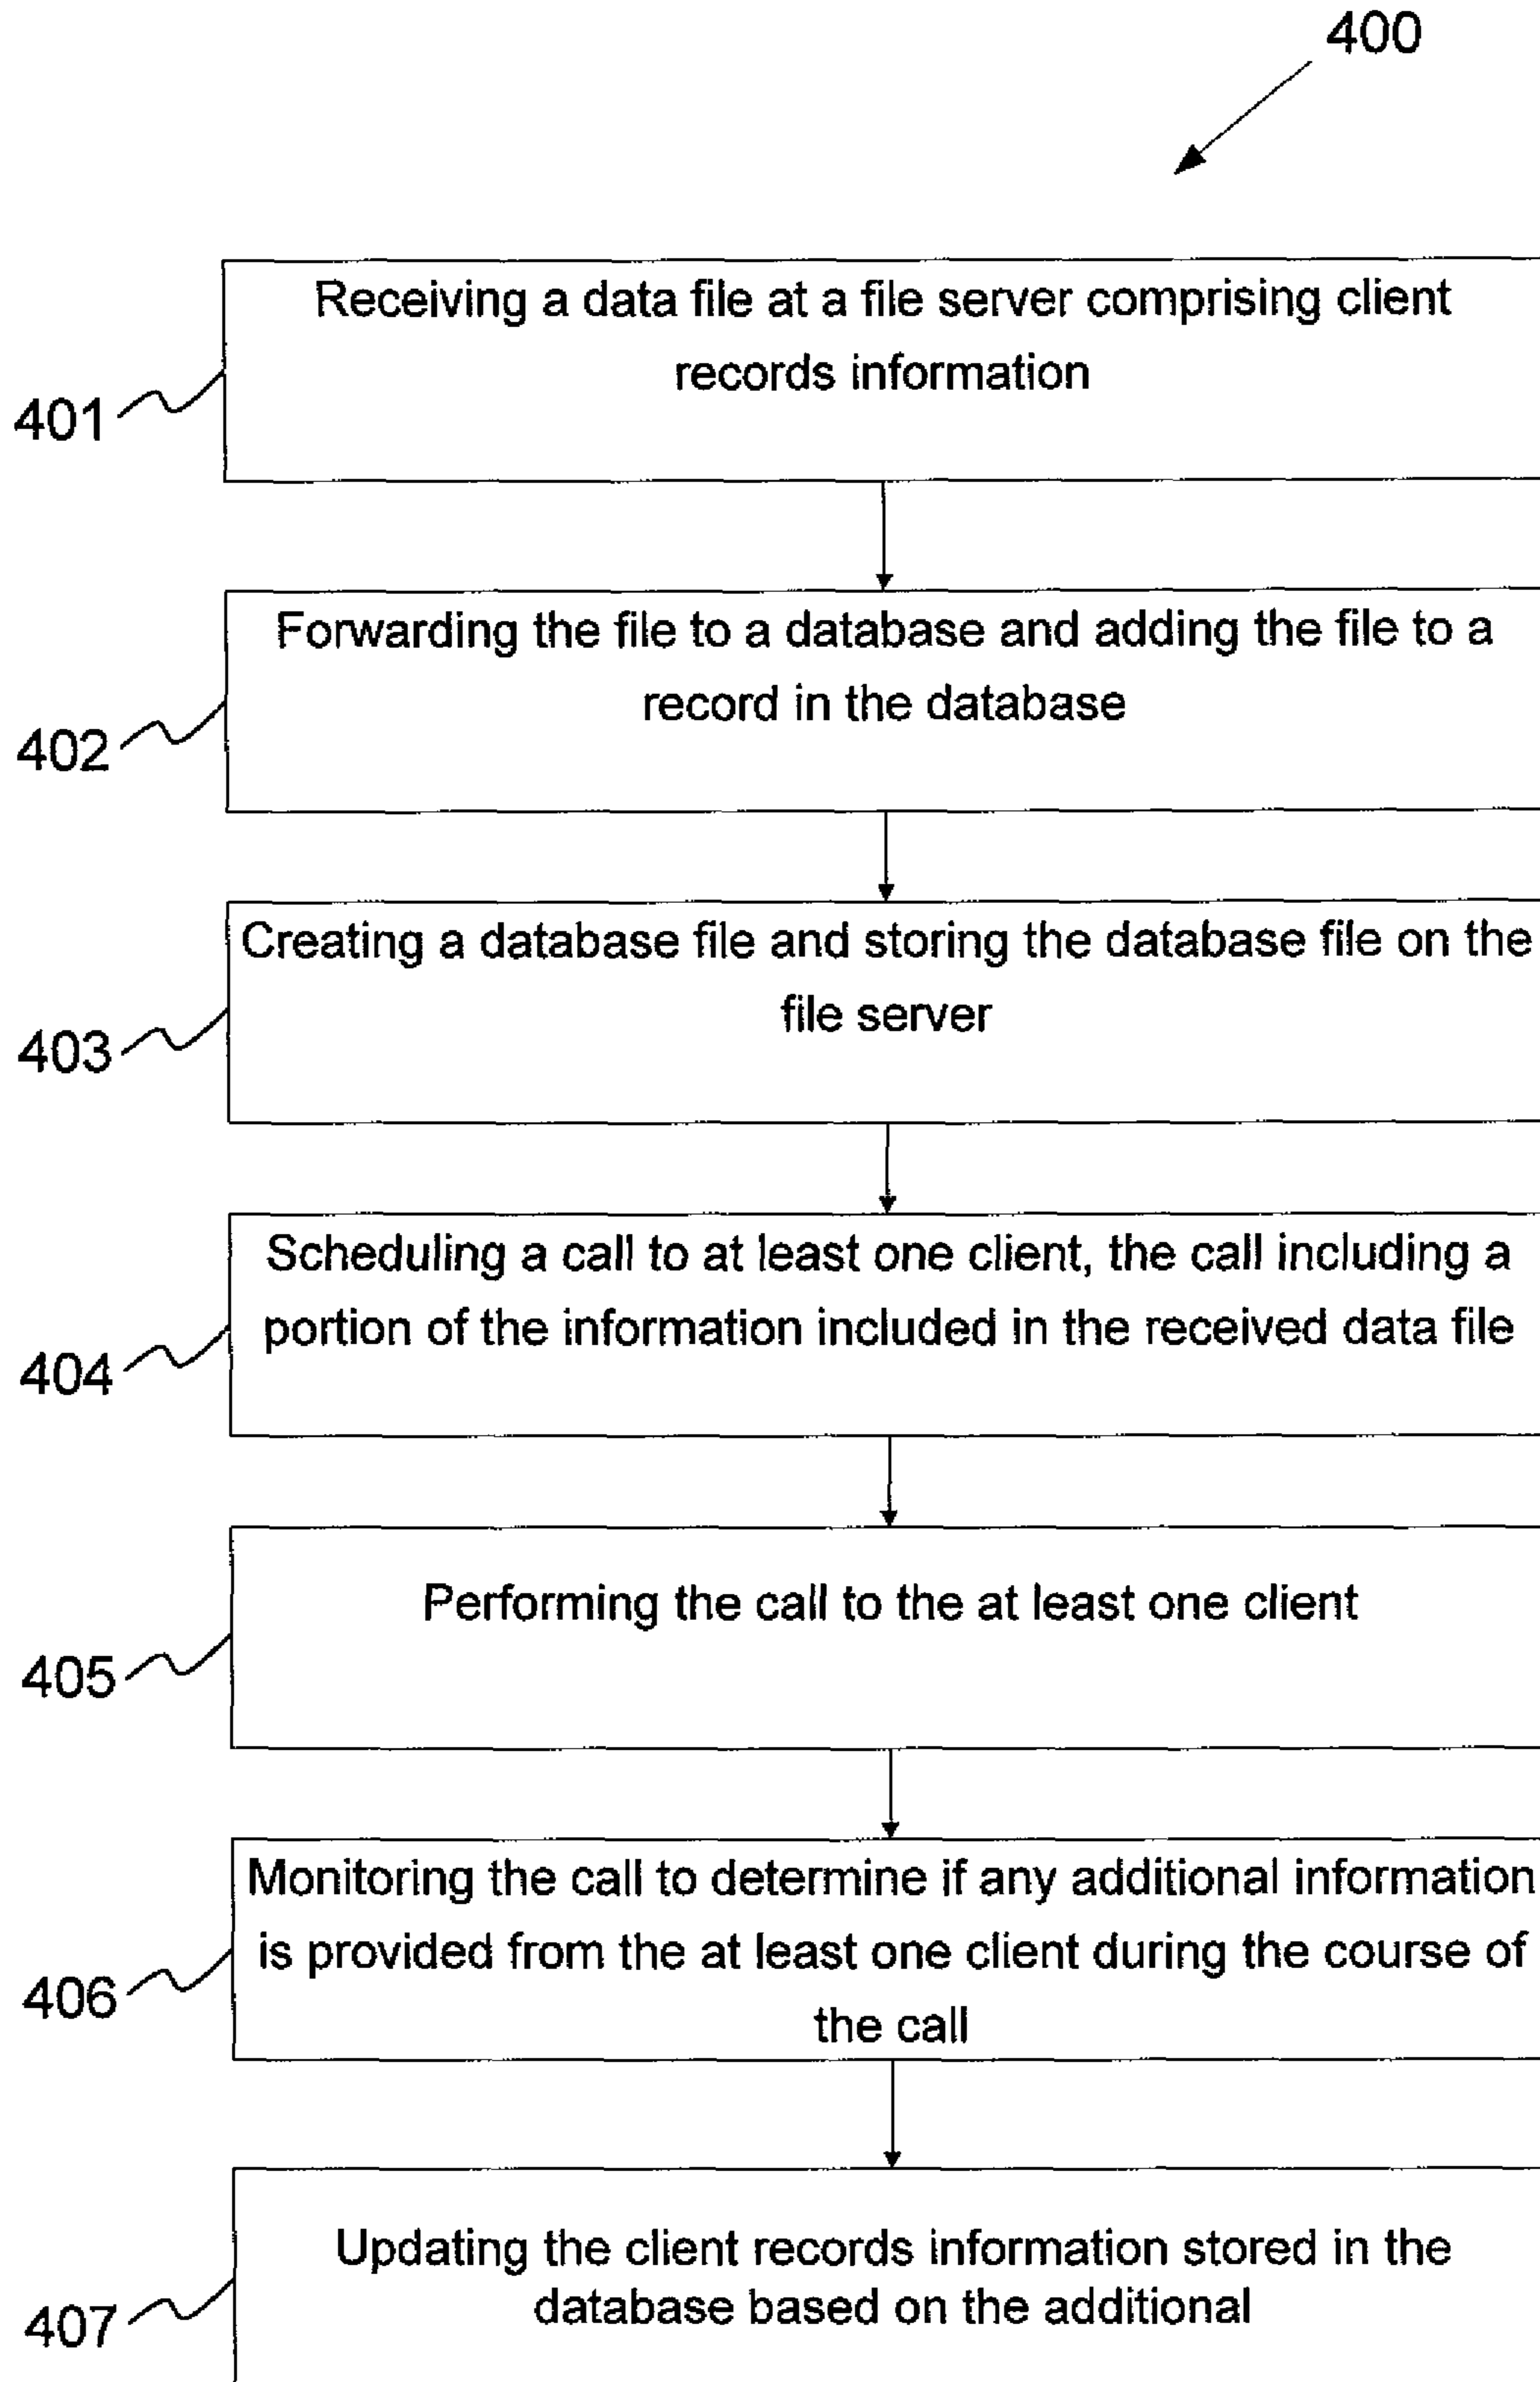 400
Receiving a data file at a file server comprising client
records information
401
Forwarding the file to a database and adding the file to a
record in the database
402
Creating a database file and storing the database file on the
file server
403
Scheduling a call to at least one client, the call including a
portion of the information included in the received data file
404
Performing the call to the at least one client
405
Monitoring the call to determine if any additional information
is provided from the at least one client during the course of
the call
406
Updating the client records information stored in the
database based on the additional
407